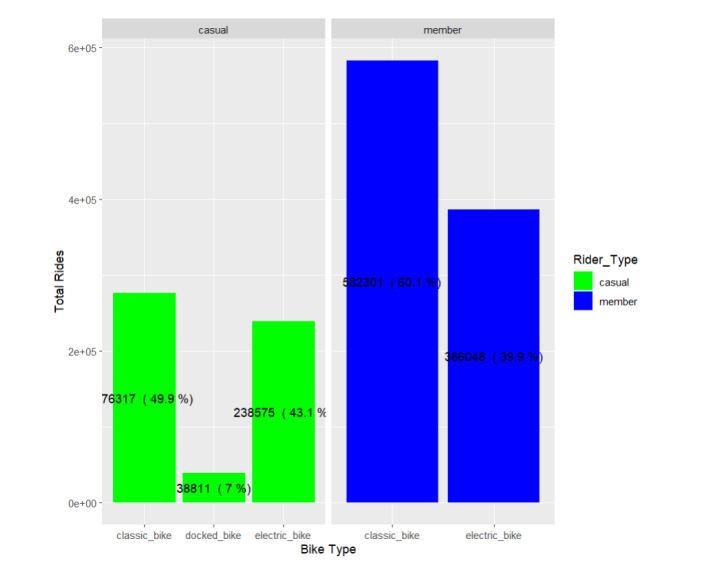 casual
member
6e+05
4e+05
2e+05
0e+00
Total Rides
76317 ( 49.9 %)
38811 ( 7 %)
238575 ( 43.1 %
582301 ( 60.1 %)
386048 ( 39.9 %)
classic_bike docked_bike electric_bike
classic_bike electric_bike
Bike Type
Rider_Type
casual
member